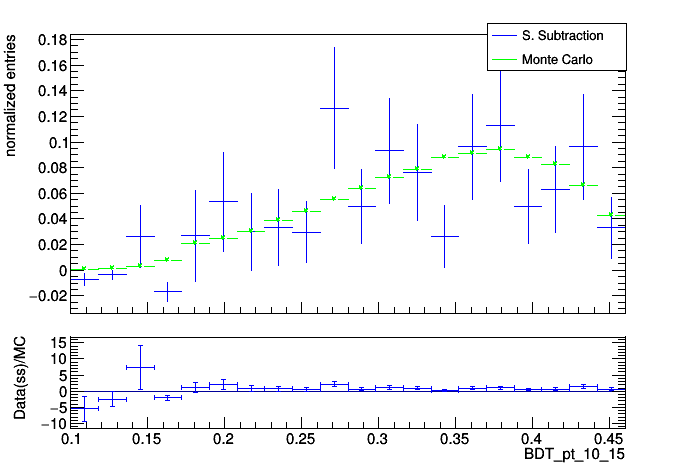 S. Subtraction
Monte Carlo
normalized entries
0.18
0.16
0.14
0.12
0.1
0.08
0.06
0.04
0.02
0
−0.02
Data(ss)/MC
15
10
5
0
−5
−10
0.1 0.15 0.2 0.25 0.3 0.35 0.4 0.45
BDT_pt_10_15